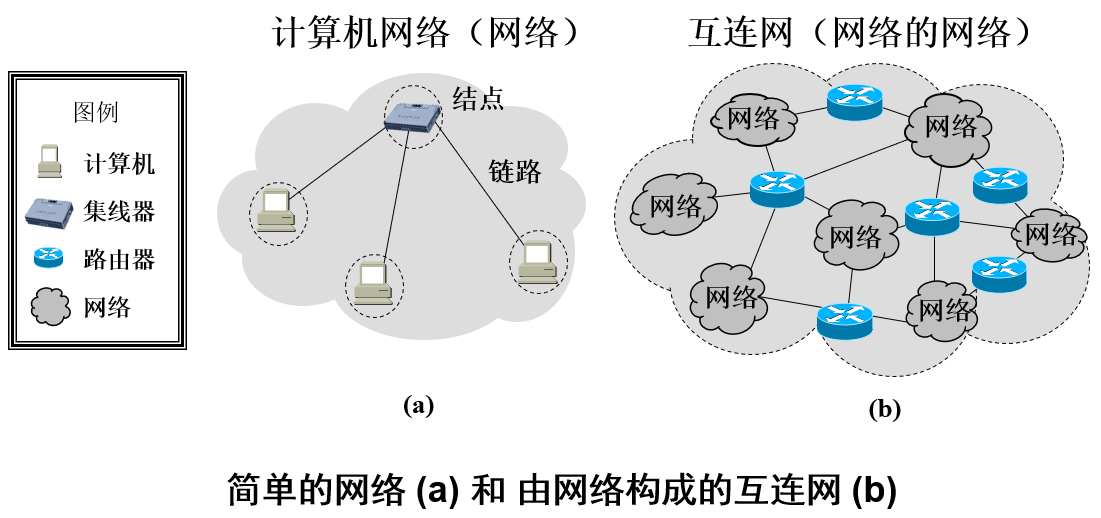 计算机网络（网络）
互连网（网络的网络）
图例
计算机
集线器
路由器
网络
结点
链路
(a)
网络
网络
网络
网络
网络
网络
网络
(b)
简单的网络 (a) 和 由网络构成的互连网 (b)